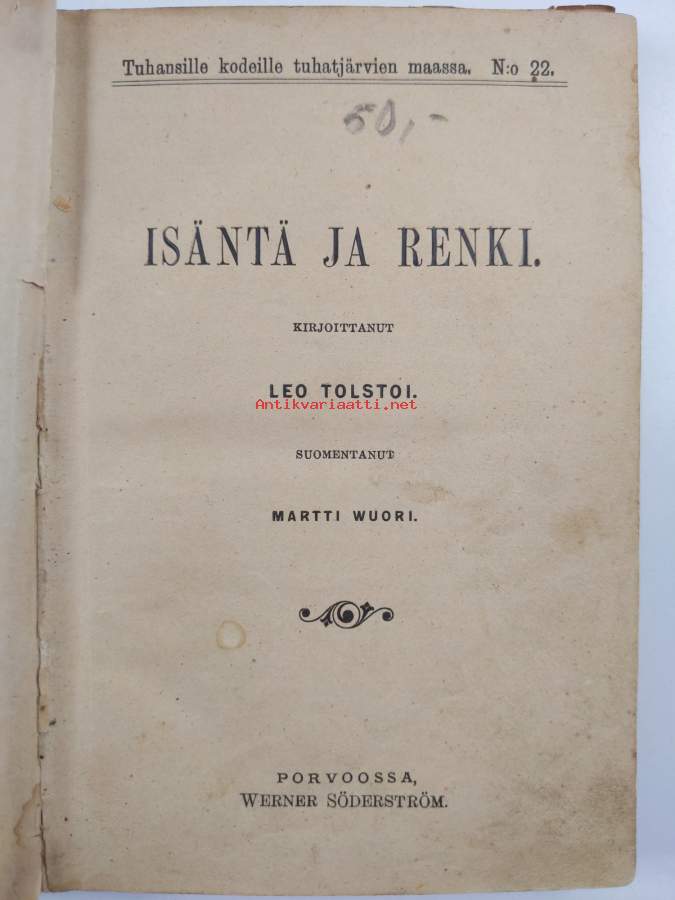 Tuhansille kodeille tuhatjärvien maassa. N:o 22.
50,-
ISÄNTÄ JA RENKI.
KIRJOITTANUT
LEO TOLSTOI.
Antikvariaatti.net
SUOMENTANUT
MARTTI WUORI.
PORVOOSSA,
WERNER SÖDERSTRÖM.